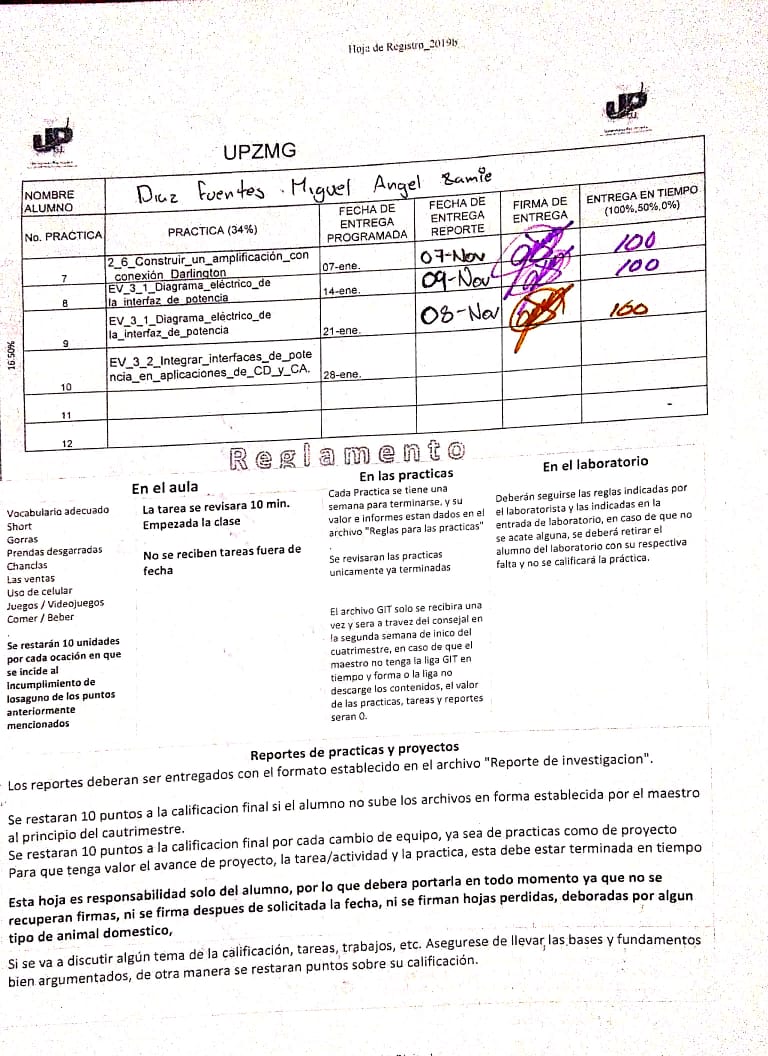 Hoja de Registro_2019b
UP
UP
UPZMG
NOMBRE ALUMNO Diaz Fuentes Miguel Angel
No. PRACTICA PRACTICA (34%) FECHA DE ENTREGA PROGRAMADA FECHA DE ENTREGA REPORTE FIRMA DE ENTREGA ENTREGA EN TIEMPO (100%,50%,0%)
7 2_6_Construir_un_amplificación_con_conexión_Darlington 07-ene. 07-Nov 100
8 EV_3_1_Diagrama_eléctrico_de la_interfaz_de_potencia 14-ene. 09-Nov 100
9 EV_3_1_Diagrama_eléctrico_de la_interfaz_de_potencia 21-ene. 08-Nov 100
10 EV_3_2_Integrar_interfaces_de_potencia_en_aplicaciones_de_CD_y_CA. 28-ene.
11
12
16.50%
Reglamento
En el aula
Vocabulario adecuado
Short
Gorras
Prendas desgarradas
Chanclas
Las ventas
Uso de celular
Juegos / Videojuegos
Comer / Beber
Se restarán 10 unidades
por cada ocación en que
se incide al
incumplimiento de
losaguno de los puntos
anteriormente
mencionados
La tarea se revisara 10 min.
Empezada la clase
No se reciben tareas fuera de
fecha
En las practicas
Cada Practica se tiene una
semana para terminarse, y su
valor e informes estan dados en el
archivo "Reglas para las practicas"
.
Se revisaran las practicas
unicamente ya terminadas
El archivo GIT solo se recibira una
vez y sera a travez del consejal en
la segunda semana de inico del
cuatrimestre, en caso de que el
maestro no tenga la liga GIT en
tiempo y forma o la liga no
descargue los contenidos, el valor
de las practicas, tareas y reportes
seran 0.
En el laboratorio
Deberán seguirse las reglas indicadas por
el laboratorista y las indicadas en la
entrada de laboratorio, en caso de que no
se acate alguna, se deberá retirar el
alumno del laboratorio con su respectiva
falta y no se calificará la práctica.
Reportes de practicas y proyectos
Los reportes deberan ser entregados con el formato establecido en el archivo "Reporte de investigacion".
Se restaran 10 puntos a la calificacion final si el alumno no sube los archivos en forma establecida por el maestro
al principio del cautrimestre.
Se restaran 10 puntos a la calificacion final por cada cambio de equipo, ya sea de practicas como de proyecto
Para que tenga valor el avance de proyecto, la tarea/actividad y la practica, esta debe estar terminada en tiempo
Esta hoja es responsabilidad solo del alumno, por lo que debera portarla en todo momento ya que no se
recuperan firmas, ni se firma despues de solicitada la fecha, ni se firman hojas perdidas, deboradas por algun
tipo de animal domestico,
Si se va a discutir algún tema de la calificación, tareas, trabajos, etc. Asegurese de llevar las bases y fundamentos
bien argumentados, de otra manera se restaran puntos sobre su calificación.